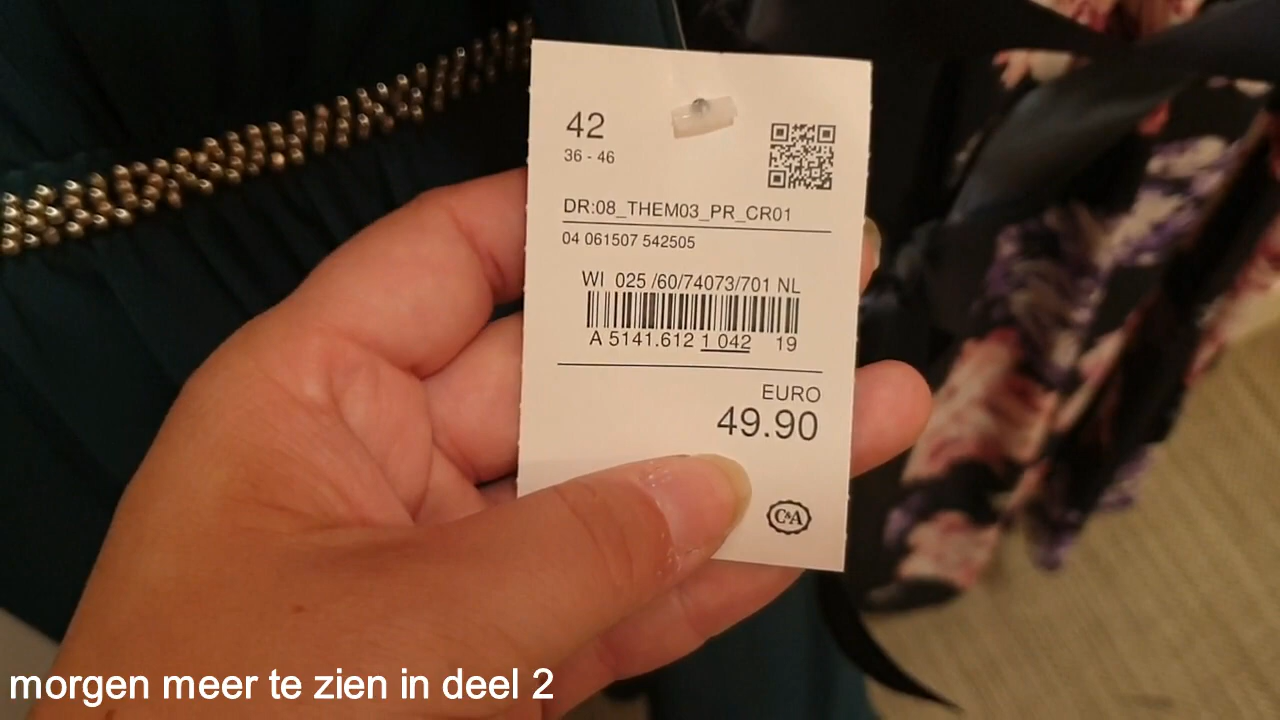 42
36 - 46
DR:08_THEM03_PR_CR01
04 061507 542505
WI 025 /60/74073/701 NL
A 5141.612 1 042 19
EURO
49.90
C&A
morgen meer te zien in deel 2